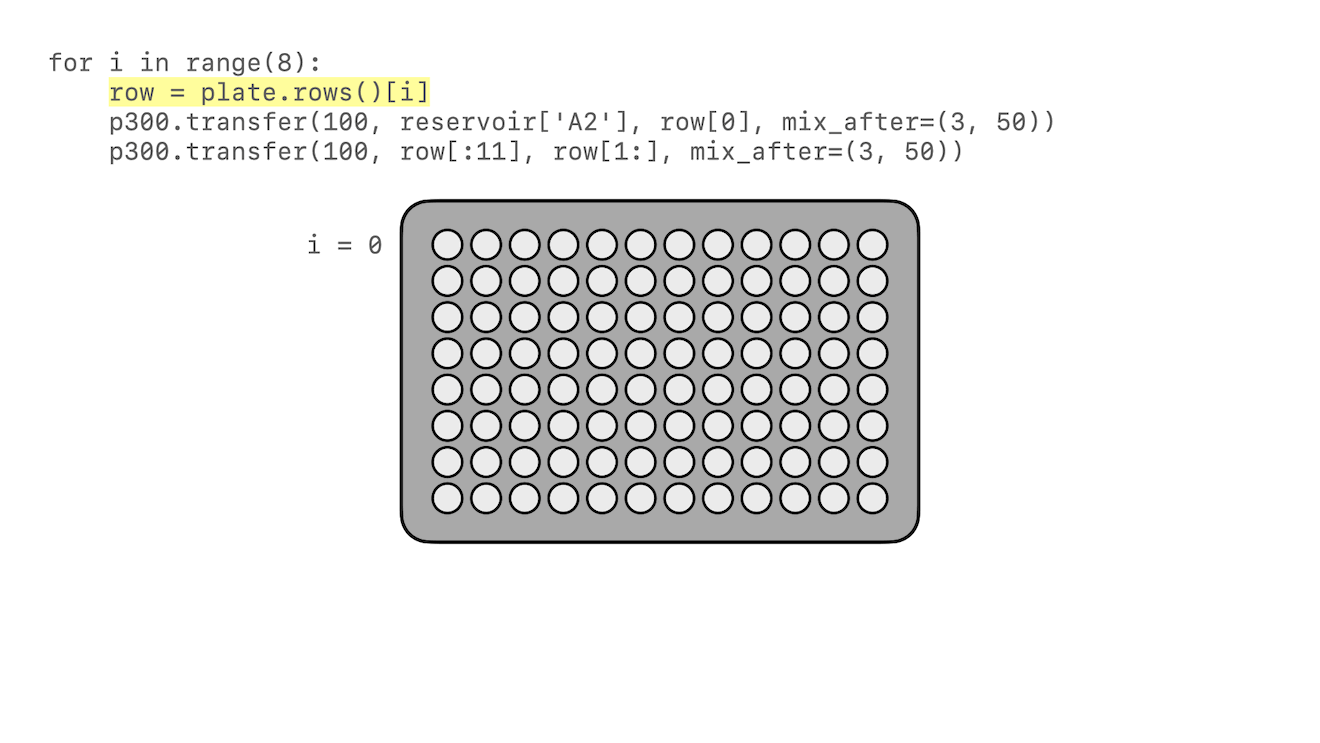 for i in range(8):
    row = plate.rows()[i]
    p300.transfer(100, reservoir['A2'], row[0], mix_after=(3, 50))
    p300.transfer(100, row[:11], row[1:], mix_after=(3, 50))
i = 0